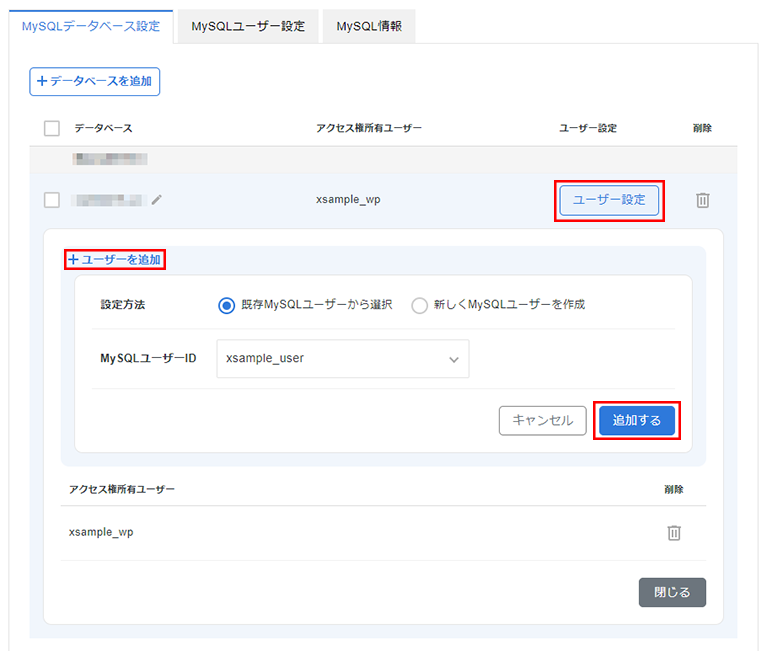 MySQLデータベース設定 MySQLユーザー設定 MySQL情報
+データベースを追加
データベース アクセス権所有ユーザー ユーザー設定 削除
xsample_wp ユーザー設定
+ユーザーを追加
設定方法 既存MySQLユーザーから選択 新しくMySQLユーザーを作成
MySQLユーザーID xsample_user
キャンセル 追加する
アクセス権所有ユーザー 削除
xsample_wp
閉じる